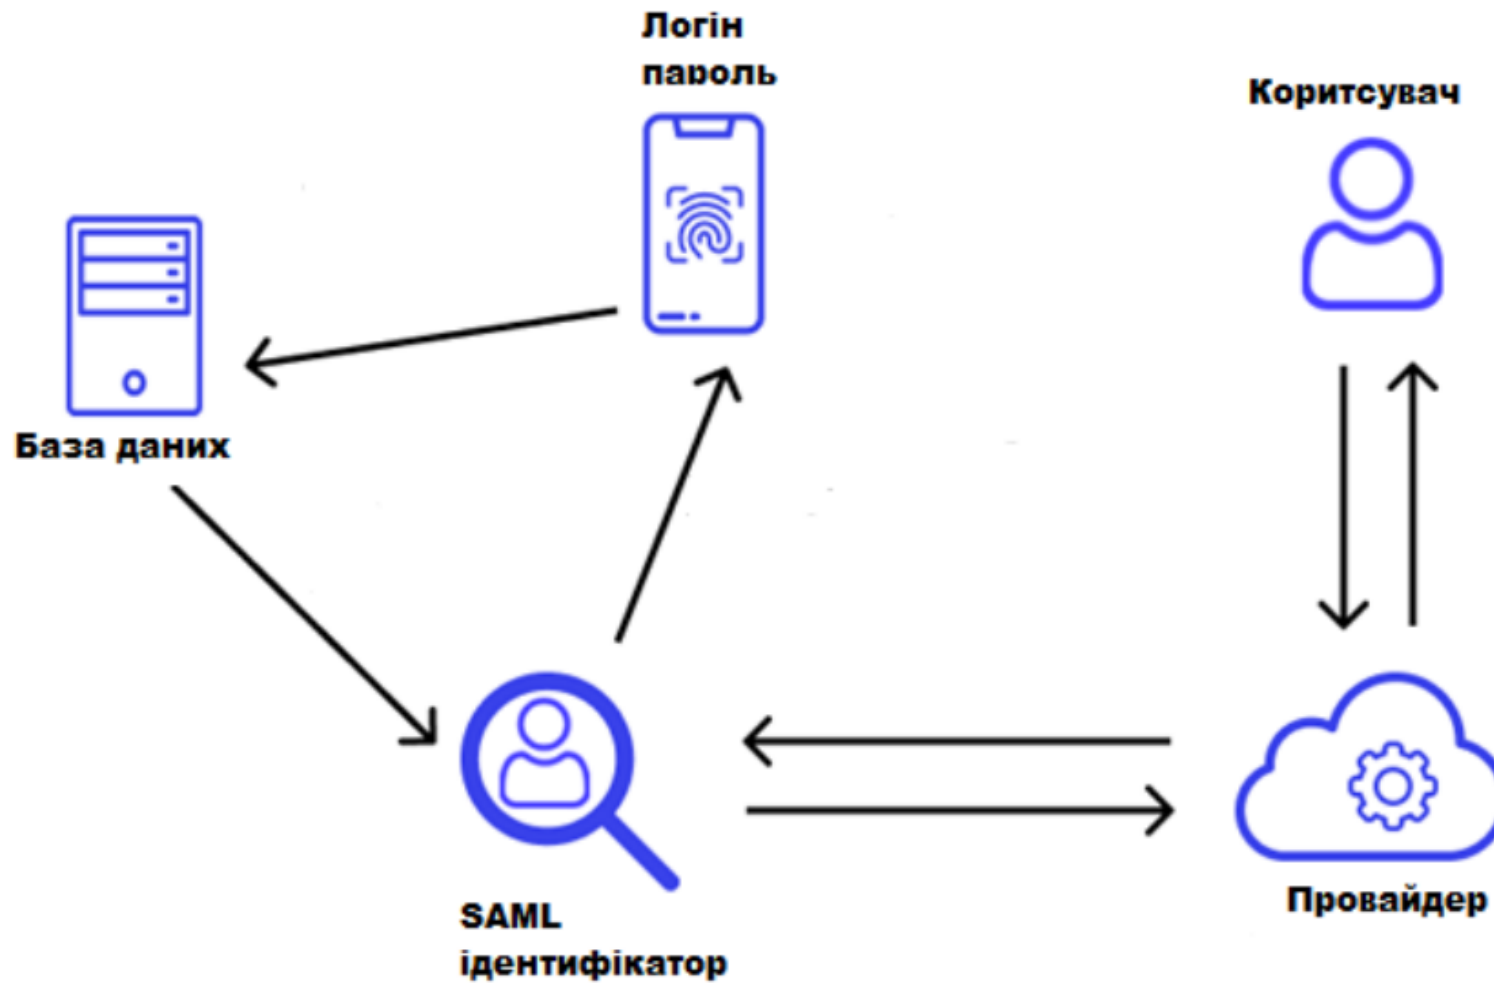 Логін
пароль
Коритсувач
База даних
SAML
ідентифікатор
Провайдер